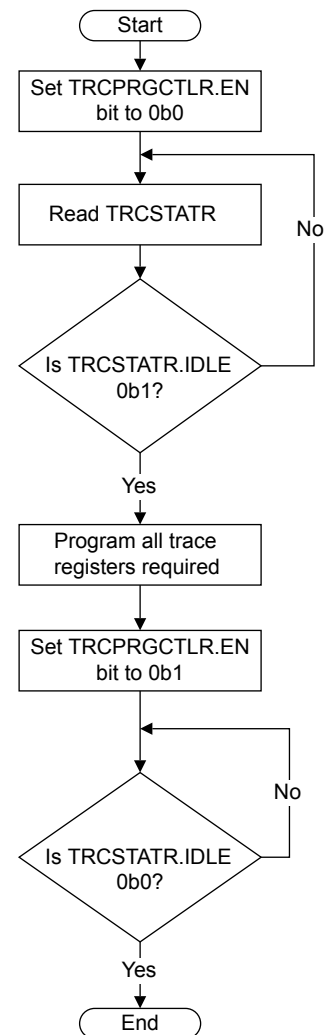 Start
Set TRCPRGCTLR.EN
bit to 0b0
Read TRCSTATR
No
Is TRCSTATR.IDLE
0b1?
Yes
Program all trace
registers required
Set TRCPRGCTLR.EN
bit to 0b1
No
Is TRCSTATR.IDLE
0b0?
Yes
End